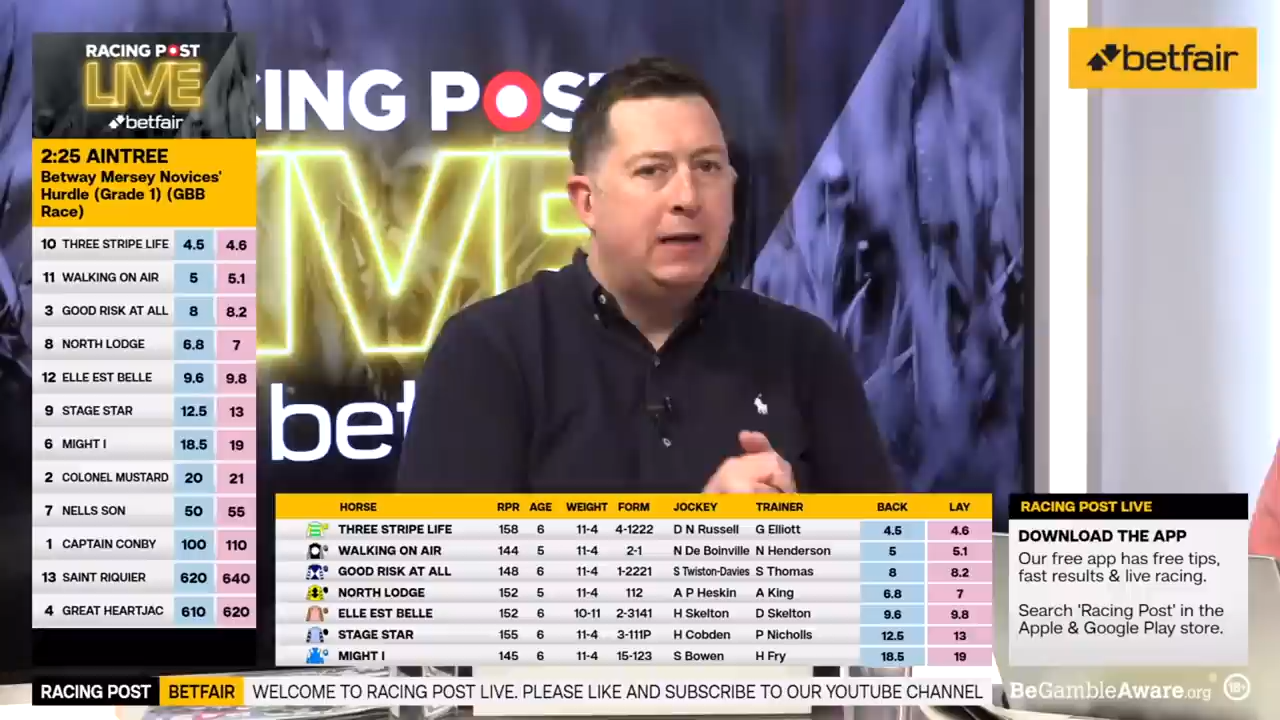 RACING POST
LIVE
betfair
2:25 AINTREE
Betway Mersey Novices'
Hurdle (Grade 1) (GBB
Race)
10 THREE STRIPE LIFE 4.5 4.6
11 WALKING ON AIR 5 5.1
3 GOOD RISK AT ALL 8 8.2
8 NORTH LODGE 6.8 7
12 ELLE EST BELLE 9.6 9.8
9 STAGE STAR 12.5 13
6 MIGHT I 18.5 19
2 COLONEL MUSTARD 20 21
7 NELLS SON 50 55
1 CAPTAIN CONBY 100 110
13 SAINT RIQUIER 620 640
4 GREAT HEARTJAC 610 620
CING POS
LIVE
bet
betfair
HORSE RPR AGE WEIGHT FORM JOCKEY TRAINER BACK LAY
THREE STRIPE LIFE 158 6 11-4 4-1222 D N Russell G Elliott 4.5 4.6
WALKING ON AIR 144 5 11-4 2-1 N De Boinville N Henderson 5 5.1
GOOD RISK AT ALL 148 6 11-4 1-2221 S Twiston-Davies S Thomas 8 8.2
NORTH LODGE 152 5 11-4 112 A P Heskin A King 6.8 7
ELLE EST BELLE 152 6 10-11 2-3141 H Skelton D Skelton 9.6 9.8
STAGE STAR 155 6 11-4 3-111P H Cobden P Nicholls 12.5 13
MIGHT I 145 6 11-4 15-123 S Bowen H Fry 18.5 19
RACING POST LIVE
DOWNLOAD THE APP
Our free app has free tips,
fast results & live racing.
Search 'Racing Post' in the
Apple & Google Play store.
RACING POST BETFAIR WELCOME TO RACING POST LIVE. PLEASE LIKE AND SUBSCRIBE TO OUR YOUTUBE CHANNEL
BeGambleAware.org 18+